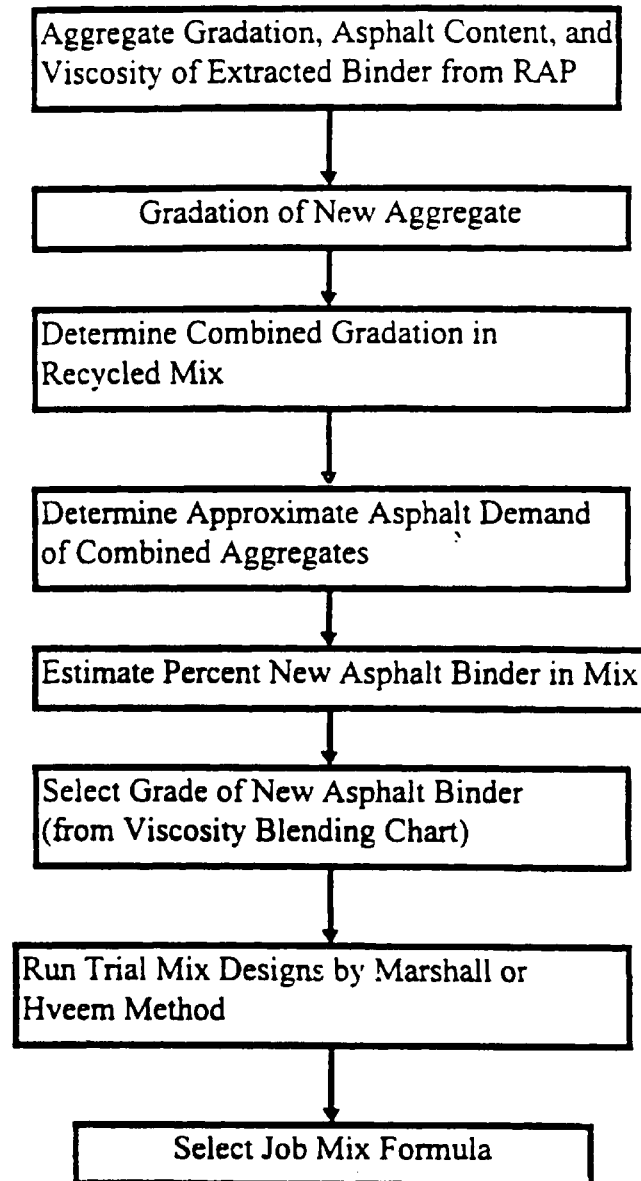 Aggregate Gradation, Asphalt Content, and
Viscosity of Extracted Binder from RAP
Gradation of New Aggregate
Determine Combined Gradation in
Recycled Mix
Determine Approximate Asphalt Demand
of Combined Aggregates
Estimate Percent New Asphalt Binder in Mix
Select Grade of New Asphalt Binder
(from Viscosity Blending Chart)
Run Trial Mix Designs by Marshall or
Hveem Method
Select Job Mix Formula